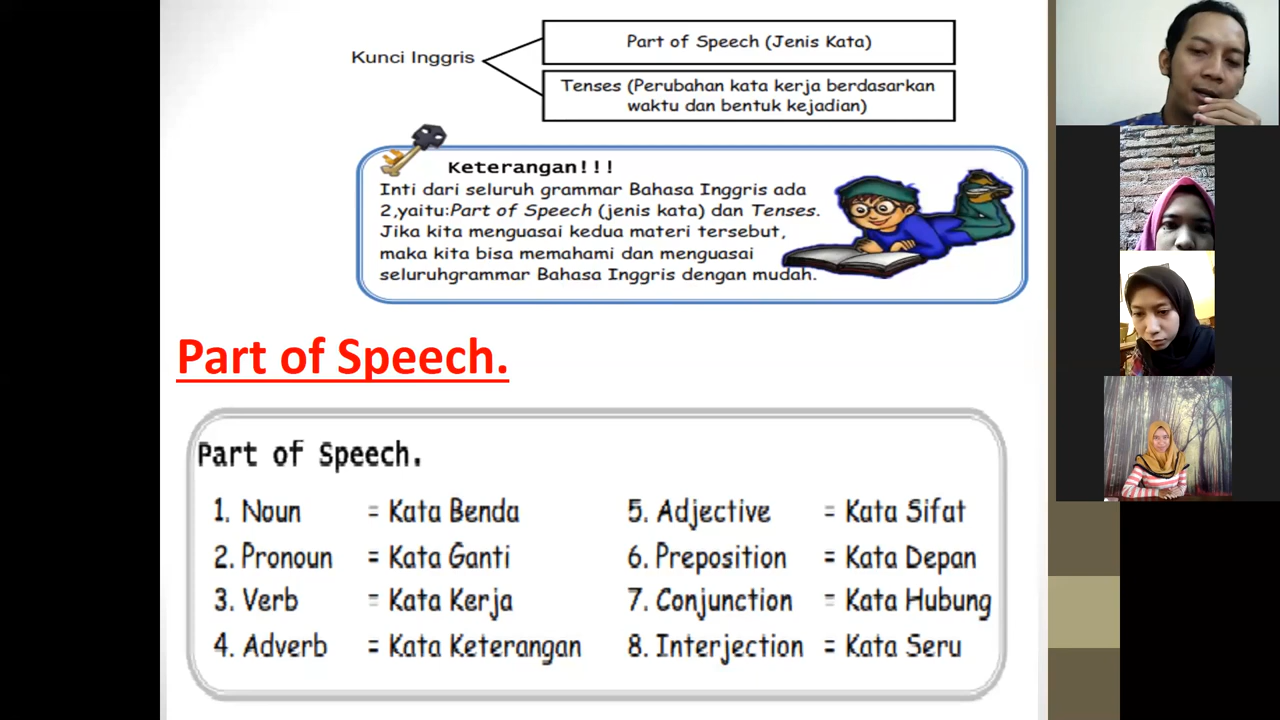 Kunci Inggris
Part of Speech (Jenis Kata)
Tenses (Perubahan kata kerja berdasarkan
waktu dan bentuk kejadian)
Keterangan!!!
Inti dari seluruh grammar Bahasa Inggris ada
2,yaitu:Part of Speech (jenis kata) dan Tenses.
Jika kita menguasai kedua materi tersebut,
maka kita bisa memahami dan menguasai
seluruhgrammar Bahasa Inggris dengan mudah.
Part of Speech.
Part of Speech.
1. Noun = Kata Benda
2. Pronoun = Kata Ganti
3. Verb = Kata Kerja
4. Adverb = Kata Keterangan
5. Adjective = Kata Sifat
6. Preposition = Kata Depan
7. Conjunction = Kata Hubung
8. Interjection = Kata Seru